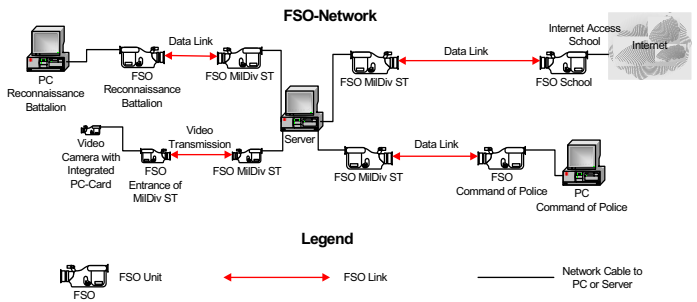 FSO-Network
Data Link
PC
Reconnaissance
Battalion
FSO
Reconnaissance
Battalion
FSO MilDiv ST
Server
FSO MilDiv ST
Data Link
FSO School
Internet Access
School
Internet
Video
Camera with
Integrated
PC-Card
Video
Transmission
FSO
Entrance of
MilDiv ST
FSO MilDiv ST
FSO MilDiv ST
Data Link
FSO
Command of Police
PC
Command of Police
Legend
FSO
FSO Unit
FSO Link
Network Cable to
PC or Server